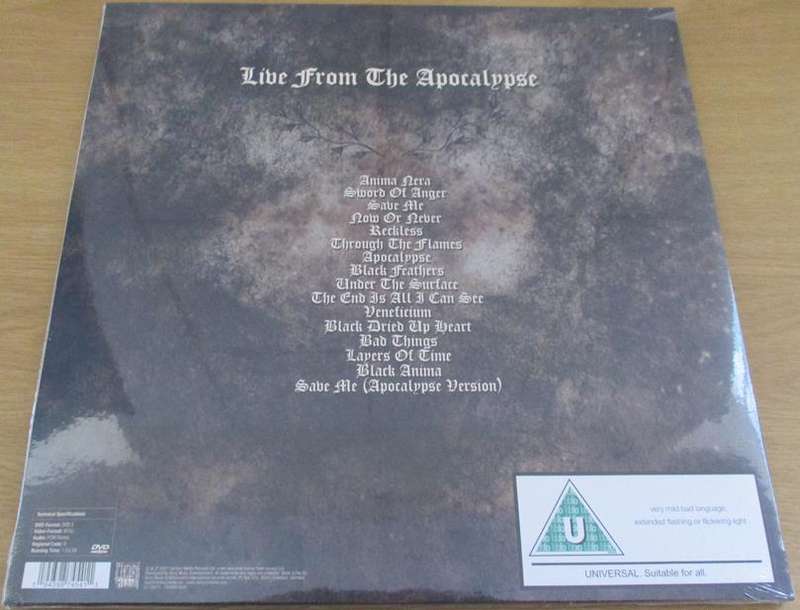 Live From The Apocalypse
Anima Nera
Sword Of Anger
Save Me
Now Or Never
Reckless
Through The Flames
Apocalypse
Black Feathers
Under The Surface
The End Is All I Can See
Veneficium
Black Dried Up Heart
Bad Things
Layers Of Time
Black Anima
Save Me (Apocalypse Version)
Technical Specifications
DVD
U
very mild bad language,
extended flashing or flickering light
UNIVERSAL. Suitable for all.